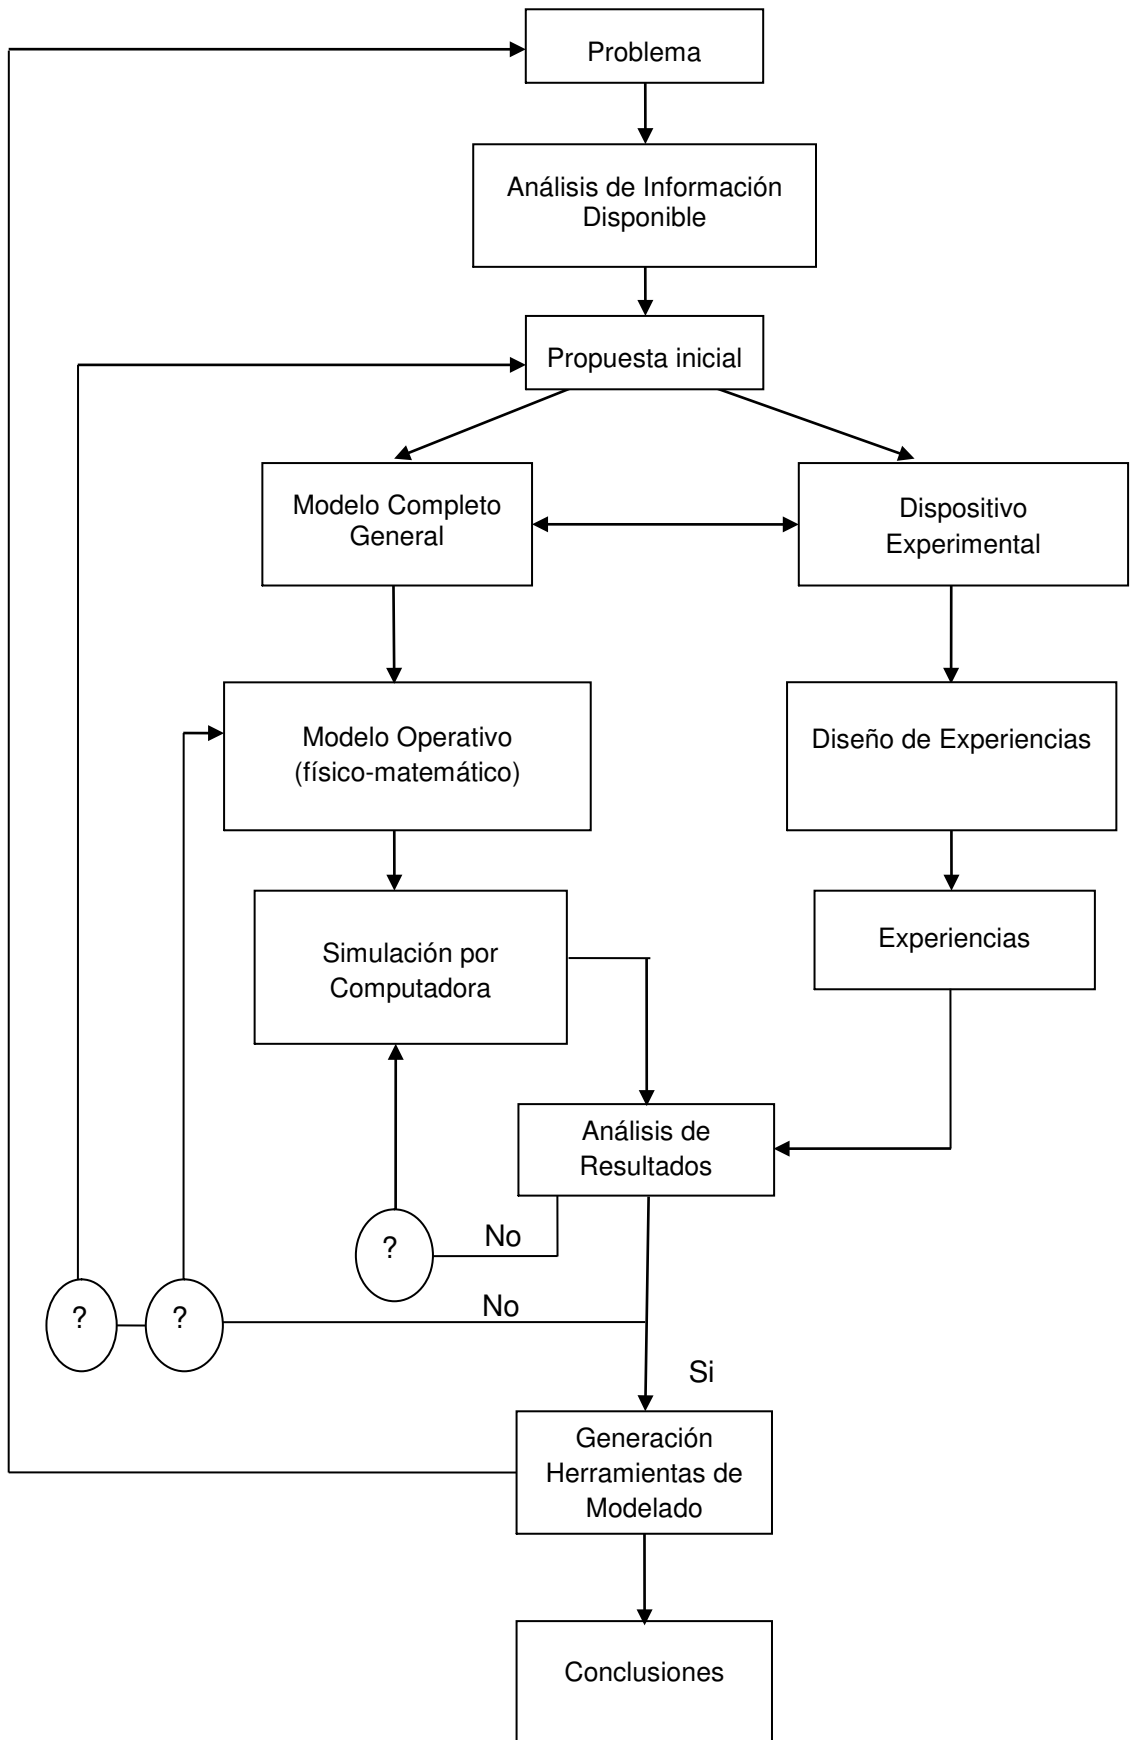 Problema
Análisis de Información
Disponible
Propuesta inicial
Modelo Completo
General
Dispositivo
Experimental
Modelo Operativo
(físico-matemático)
Diseño de Experiencias
Simulación por
Computadora
Experiencias
Análisis de
Resultados
?
No
?
?
No
Si
Generación
Herramientas de
Modelado
Conclusiones